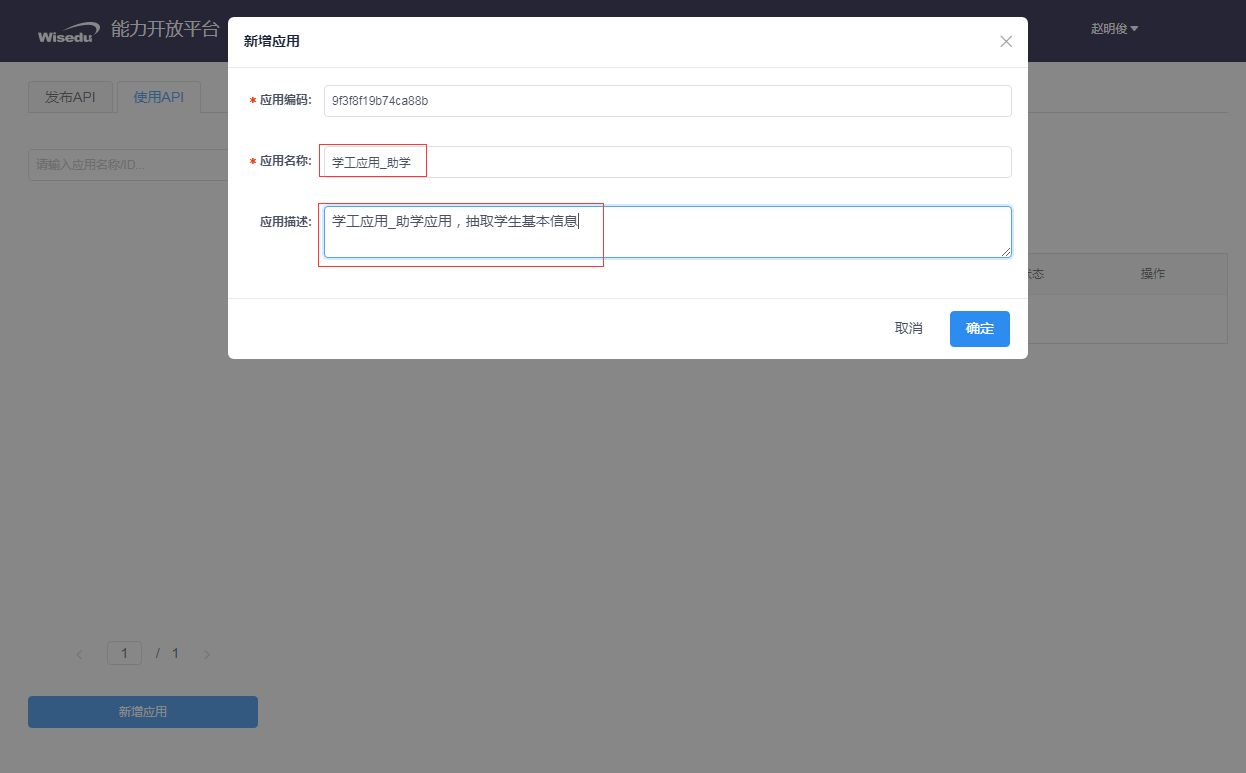 Wisedu 能力开放平台
赵明俊
发布API
使用API
请输入应用名称/ID...
新增应用
* 应用编码: 9f3f8f19b74ca88b
* 应用名称: 学工应用_助学
应用描述: 学工应用_助学应用，抽取学生基本信息
取消
确定
态
操作
1 / 1
新增应用